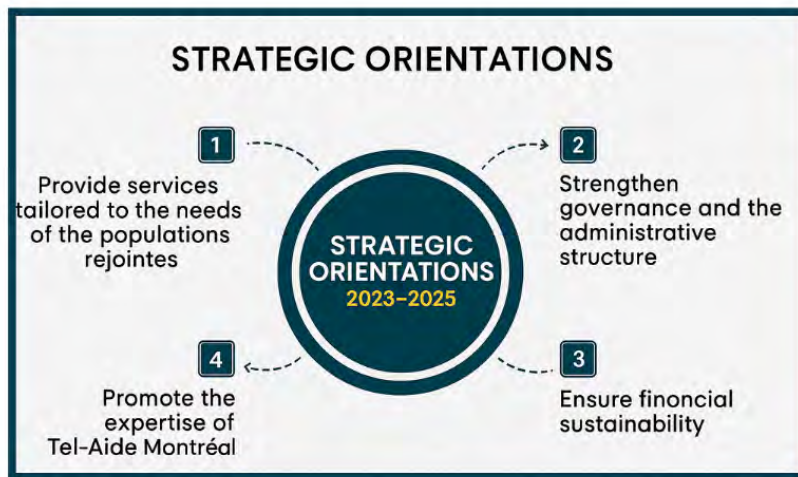 STRATEGIC ORIENTATIONS
1
Provide services
tailored to the needs
of the populations
rejointes
2
Strengthen
governance and the
administrative
structure
STRATEGIC
ORIENTATIONS
2023–2025
4
Promote the
expertise of
Tel-Aide Montréal
3
Ensure finoncial
sustainability